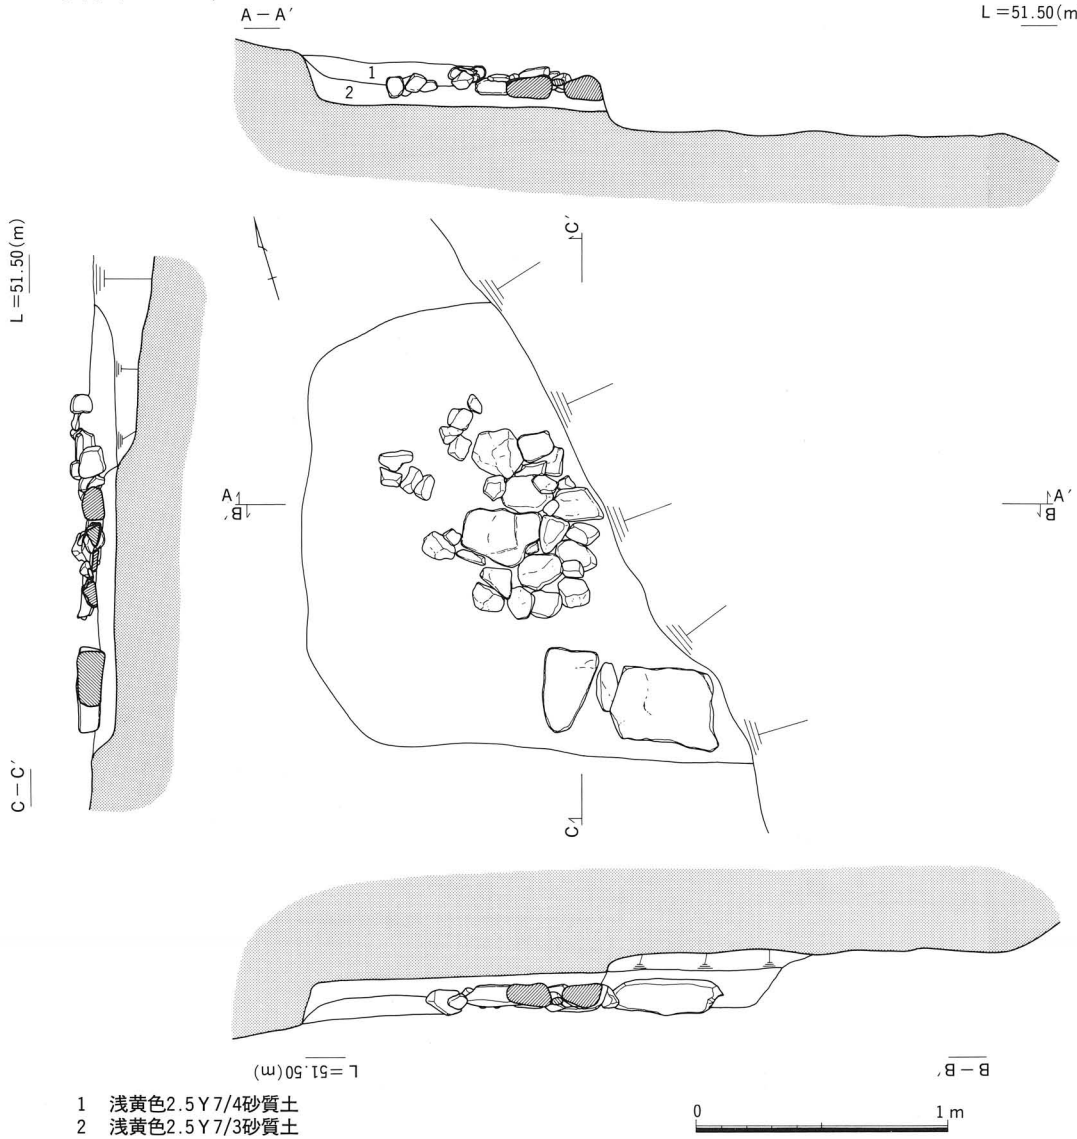 A－A′
L＝51.50(m
1
2
L＝51.50(m)
C′
A
B′
A′
B
C－C′
C
L＝51.50(m)
B－B′
1 浅黄色2.5Y7/4砂質土
2 浅黄色2.5Y7/3砂質土
0 1m